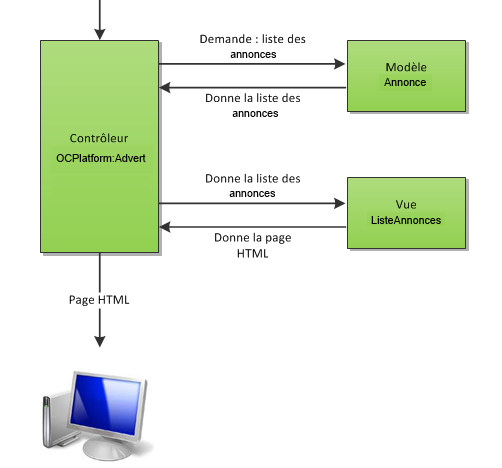 Demande : liste des
annonces
Modèle
Annonce
Donne la liste des
annonces
Contrôleur
OCPlatform:Advert
Donne la liste des
annonces
Vue
ListeAnnonces
Donne la page
HTML
Page HTML